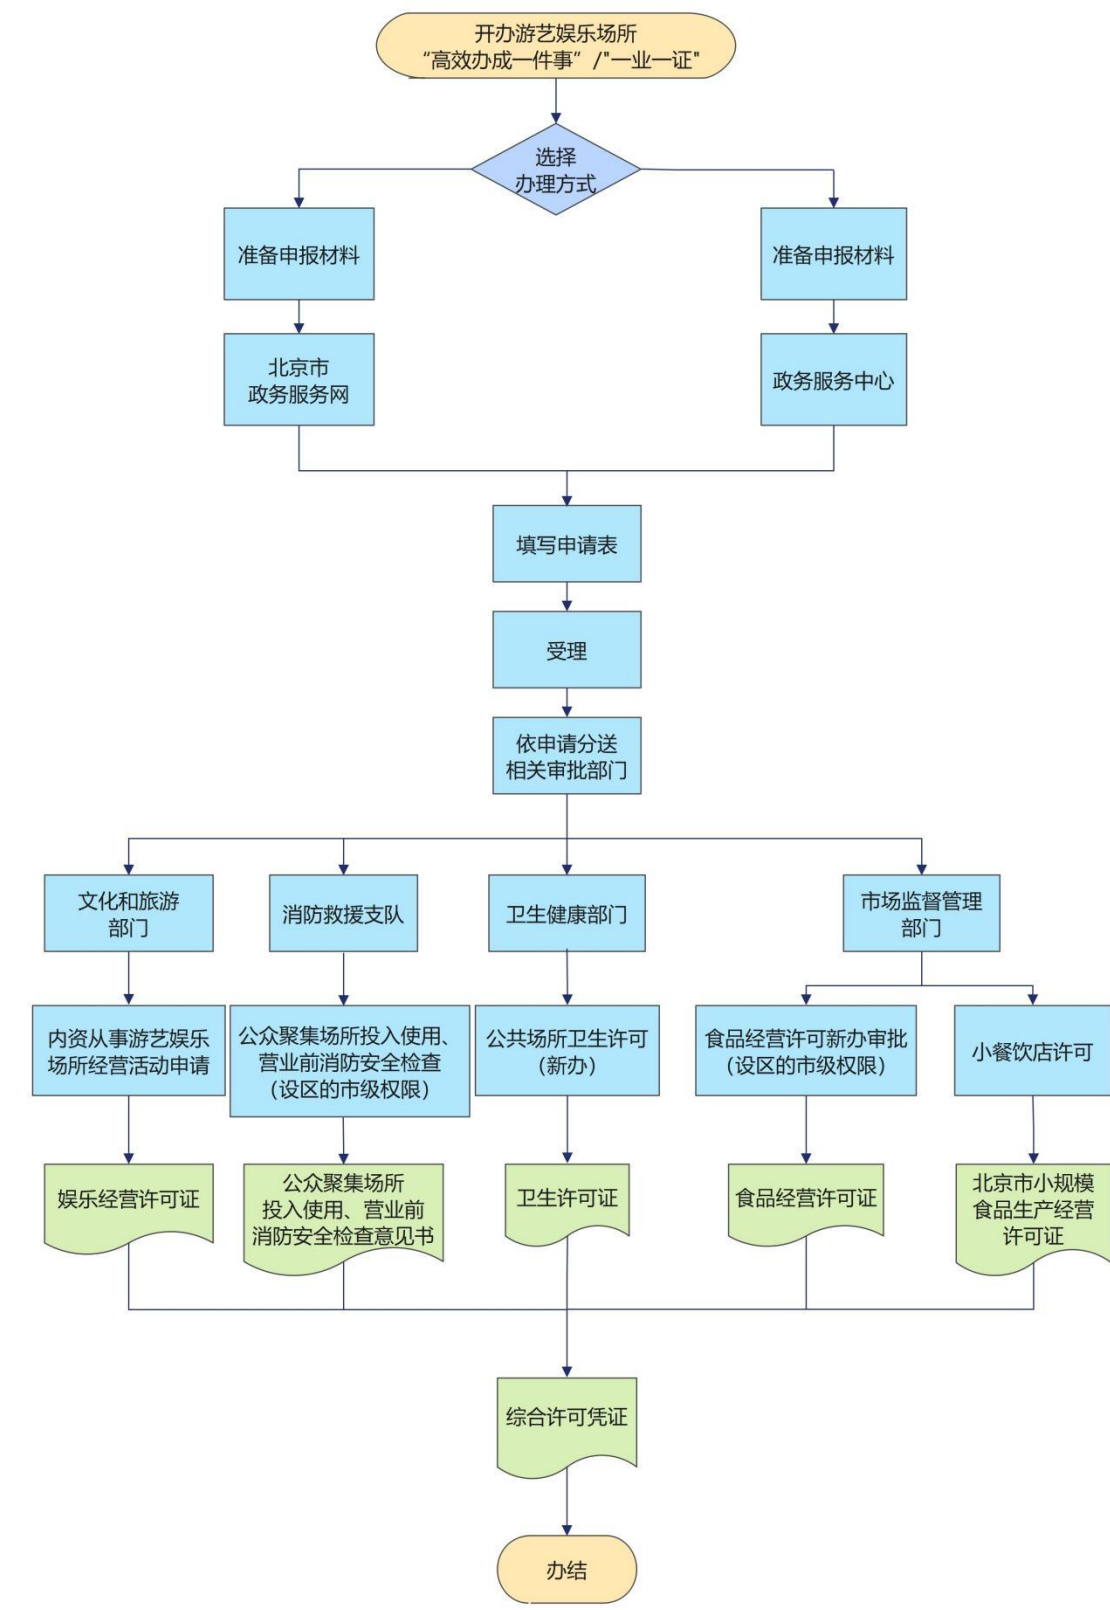 开办游艺娱乐场所
“高效办成一件事”/"一业一证"
选择
办理方式
准备申报材料
准备申报材料
北京市
政务服务网
政务服务中心
填写申请表
受理
依申请分送
相关审批部门
文化和旅游
部门
消防救援支队
卫生健康部门
市场监督管理
部门
内资从事游艺娱乐
场所经营活动申请
公众聚集场所投入使用、
营业前消防安全检查
（设区的市级权限）
公共场所卫生许可
（新办）
食品经营许可新办审批
（设区的市级权限）
小餐饮店许可
娱乐经营许可证
公众聚集场所
投入使用、营业前
消防安全检查意见书
卫生许可证
食品经营许可证
北京市小规模
食品生产经营
许可证
综合许可凭证
办结